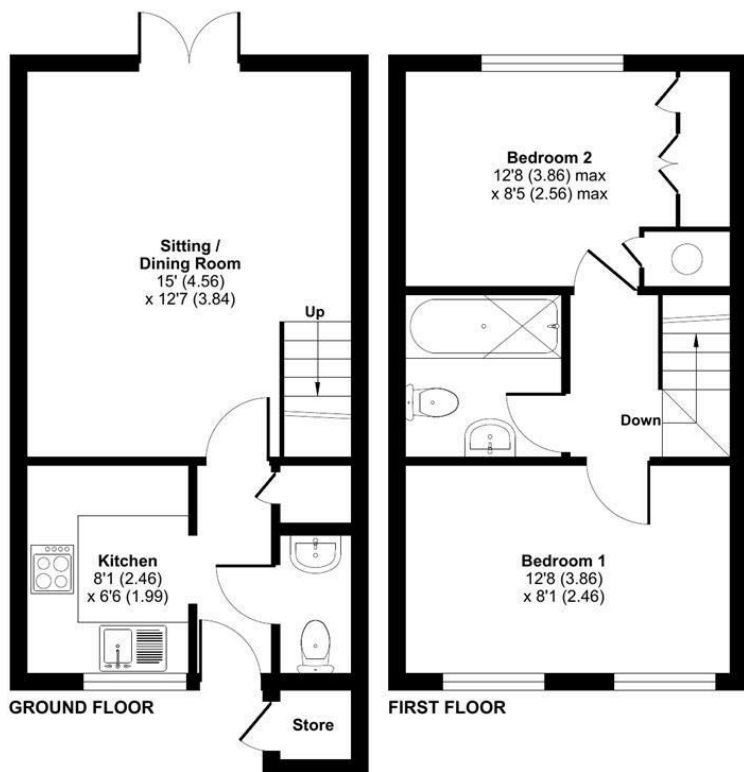 Sitting /
Dining Room
15' (4.56)
x 12'7 (3.84)
Up
Kitchen
8'1 (2.46)
x 6'6 (1.99)
Store
GROUND FLOOR
Bedroom 2
12'8 (3.86) max
x 8'5 (2.56) max
Down
Bedroom 1
12'8 (3.86)
x 8'1 (2.46)
FIRST FLOOR